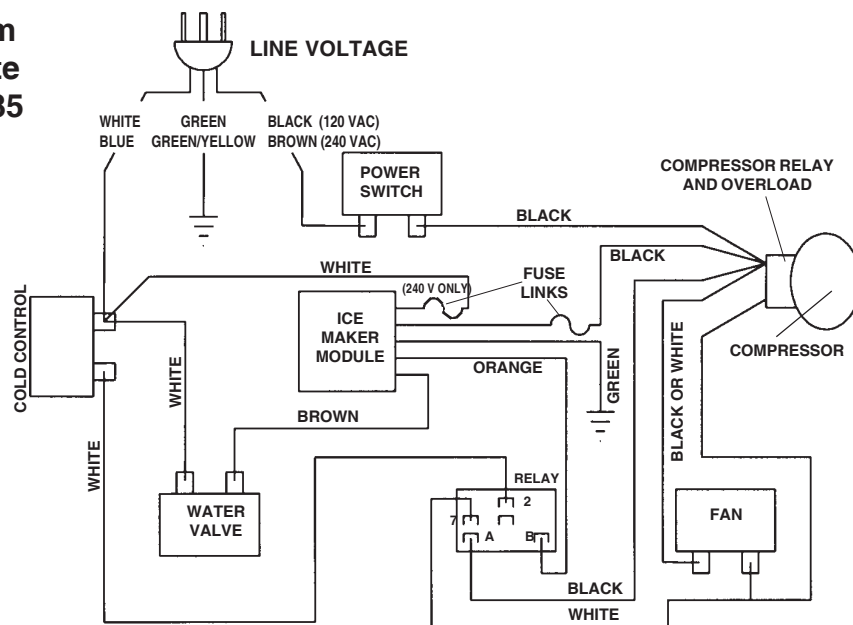 m
te
35
LINE VOLTAGE
WHITE
BLUE
GREEN
GREEN/YELLOW
BLACK (120 VAC)
BROWN (240 VAC)
POWER
SWITCH
COMPRESSOR RELAY
AND OVERLOAD
BLACK
BLACK
WHITE
(240 V ONLY)
FUSE
LINKS
COLD CONTROL
ICE
MAKER
MODULE
COMPRESSOR
ORANGE
GREEN
BLACK OR WHITE
WHITE
BROWN
WHITE
RELAY
2
7
A
B
WATER
VALVE
FAN
BLACK
WHITE